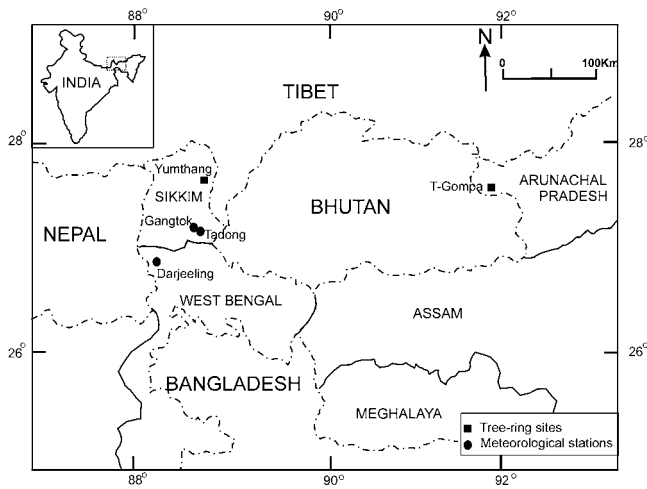 88° 90° 92°
N
INDIA
0 100Km
TIBET
28° 28°
Yumthang
T-Gompa
ARUNACHAL
PRADESH
SIKKIM
BHUTAN
Gangtok
Tadong
NEPAL
Darjeeling
WEST BENGAL
ASSAM
26° 26°
BANGLADESH
MEGHALAYA
Tree-ring sites
Meteorological stations
88° 90° 92°